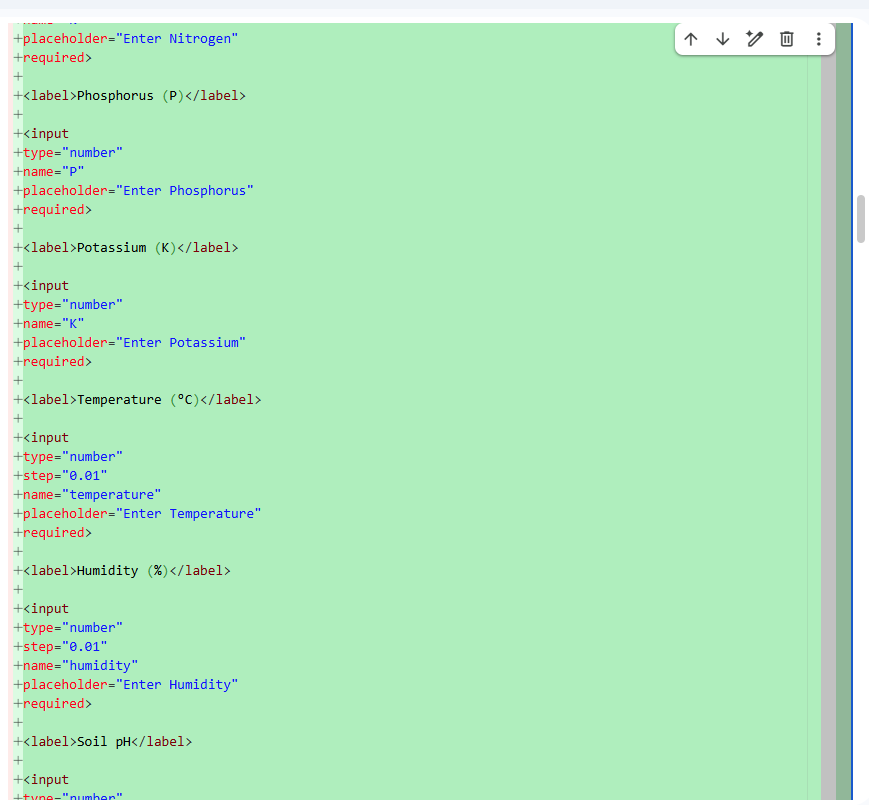 +placeholder="Enter Nitrogen"
+required>
+
+<label>Phosphorus (P)</label>
+
+<input
+type="number"
+name="P"
+placeholder="Enter Phosphorus"
+required>
+
+<label>Potassium (K)</label>
+
+<input
+type="number"
+name="K"
+placeholder="Enter Potassium"
+required>
+
+<label>Temperature (°C)</label>
+
+<input
+type="number"
+step="0.01"
+name="temperature"
+placeholder="Enter Temperature"
+required>
+
+<label>Humidity (%)</label>
+
+<input
+type="number"
+step="0.01"
+name="humidity"
+placeholder="Enter Humidity"
+required>
+
+<label>Soil pH</label>
+
+<input
+type="number"